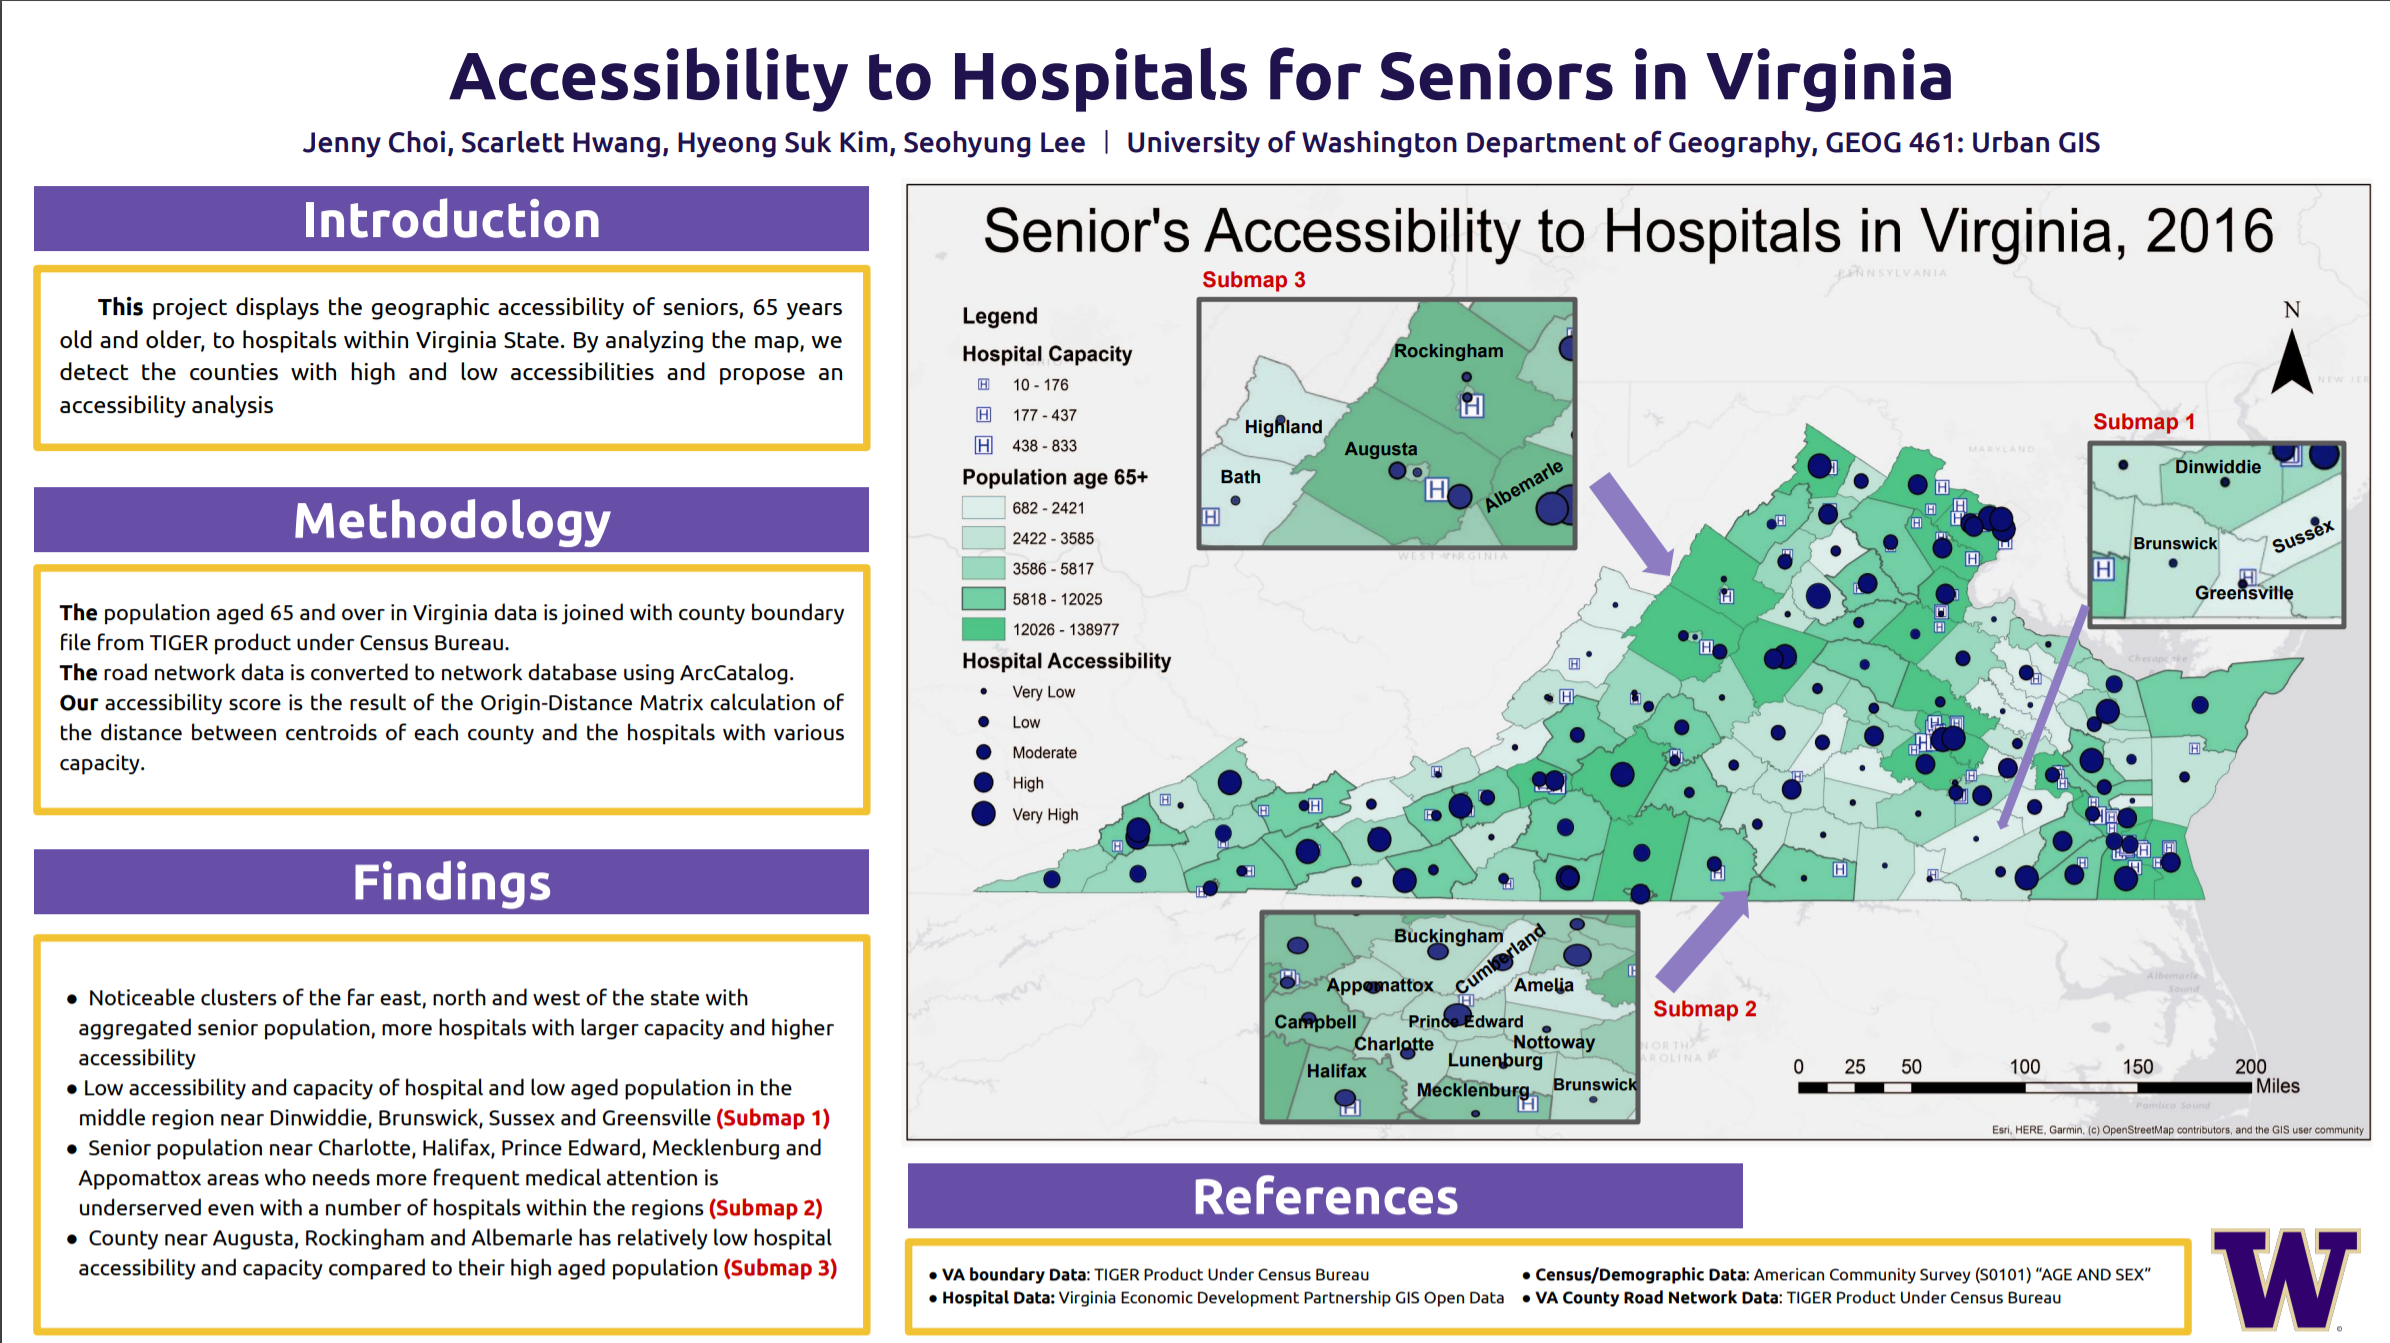 Accessibility to Hospitals for Seniors in Virginia
Jenny Choi, Scarlett Hwang, Hyeong Suk Kim, Seohyung Lee | University of Washington Department of Geography, GEOG 461: Urban GIS
Introduction
This project displays the geographic accessibility of seniors, 65 years
old and older, to hospitals within Virginia State. By analyzing the map, we
detect the counties with high and low accessibilities and propose an
accessibility analysis
Methodology
The population aged 65 and over in Virginia data is joined with county boundary
file from TIGER product under Census Bureau.
The road network data is converted to network database using ArcCatalog.
Our accessibility score is the result of the Origin-Distance Matrix calculation of
the distance between centroids of each county and the hospitals with various
capacity.
Findings
● Noticeable clusters of the far east, north and west of the state with
aggregated senior population, more hospitals with larger capacity and higher
accessibility
● Low accessibility and capacity of hospital and low aged population in the
middle region near Dinwiddie, Brunswick, Sussex and Greensville (Submap 1)
● Senior population near Charlotte, Halifax, Prince Edward, Mecklenburg and
Appomattox areas who needs more frequent medical attention is
underserved even with a number of hospitals within the regions (Submap 2)
● County near Augusta, Rockingham and Albemarle has relatively low hospital
accessibility and capacity compared to their high aged population (Submap 3)
Senior's Accessibility to Hospitals in Virginia, 2016
Legend
Hospital Capacity
H 10 - 176
H 177 - 437
H 438 - 833
Population age 65+
682 - 2421
2422 - 3585
3586 - 5817
5818 - 12025
12026 - 138977
Hospital Accessibility
Very Low
Low
Moderate
High
Very High
Submap 3
Rockingham
Highland
Augusta
Bath
Albemarle
PENNSYLVANIA
MARYLAND
NEW JER
WEST VIRGINIA
Chesapeake
N
Submap 1
Dinwiddie
Sussex
Brunswick
Greensville
Submap 2
Buckingham
Cumberland
Appomattox
Amelia
Campbell
Prince Edward
Charlotte
Nottoway
Lunenburg
Halifax
Mecklenburg
Brunswick
NORTH
AROLINA
Albemarle
Sound
Pamlico Sound
0 25 50 100 150 200
Miles
Esri, HERE, Garmin, (c) OpenStreetMap contributors, and the GIS user community
References
● VA boundary Data: TIGER Product Under Census Bureau
● Hospital Data: Virginia Economic Development Partnership GIS Open Data
● Census/Demographic Data: American Community Survey (S0101) “AGE AND SEX”
● VA County Road Network Data: TIGER Product Under Census Bureau
W